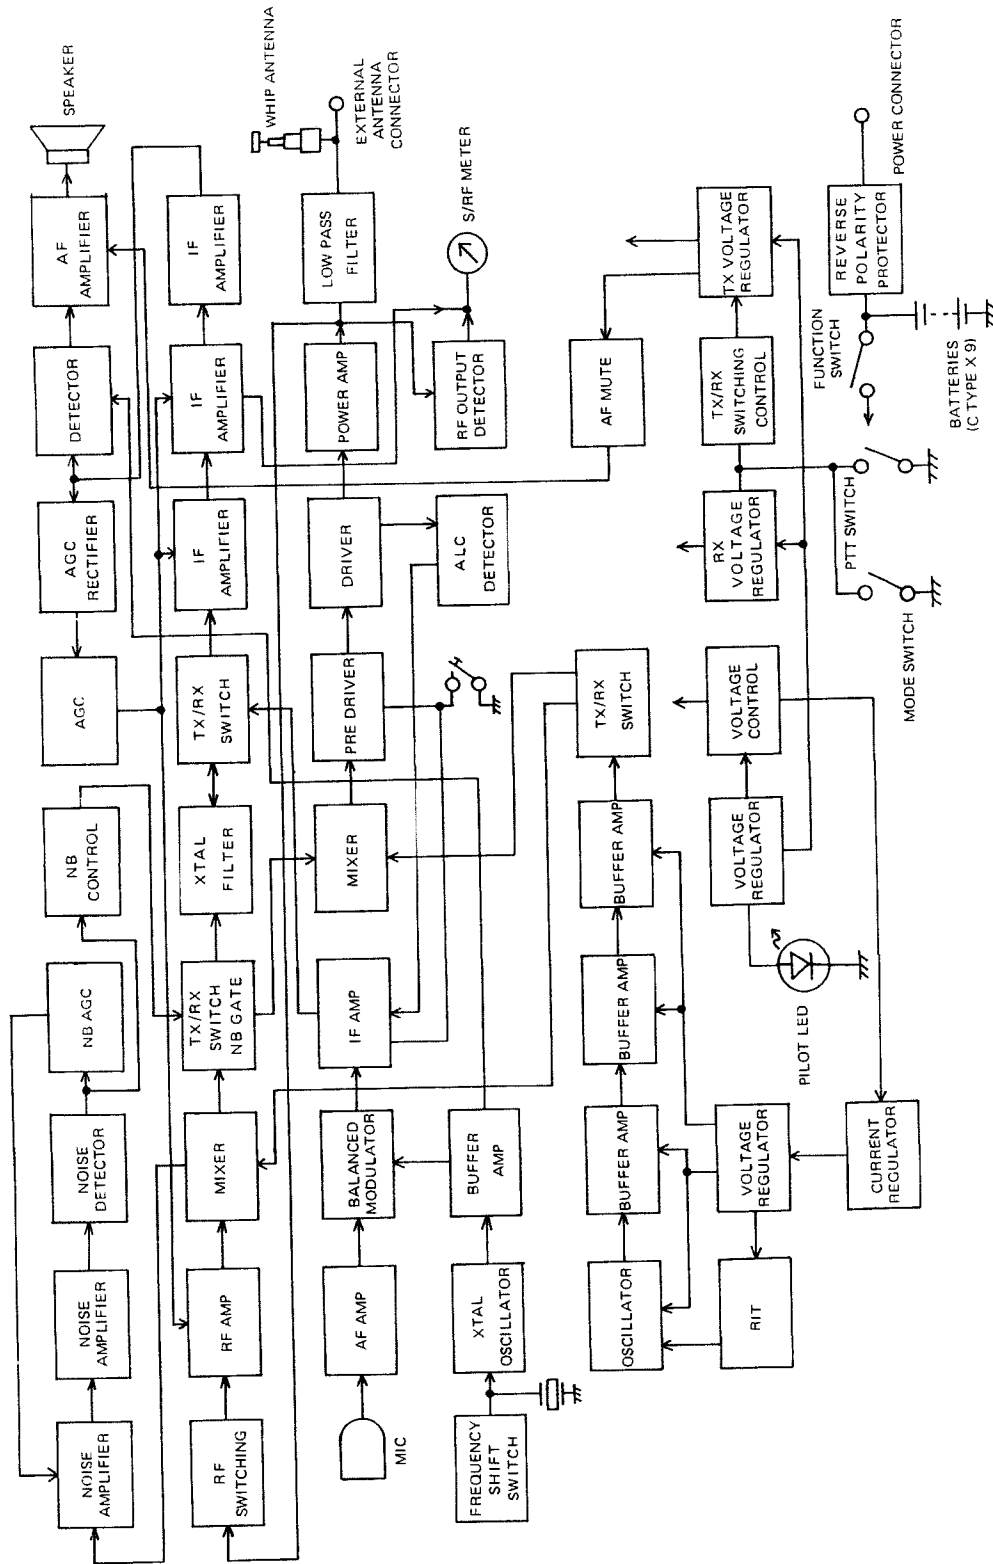 NOISE
AMPLIFIER
NOISE
AMPLIFIER
NOISE
DETECTOR
NB AGC
NB
CONTROL
AGC
AGC
RECTIFIER
DETECTOR
AF
AMPLIFIER
SPEAKER
RF
SWITCHING
RF AMP
MIXER
TX/RX
SWITCH
NB GATE
XTAL
FILTER
TX/RX
SWITCH
IF
AMPLIFIER
IF
AMPLIFIER
IF
AMPLIFIER
WHIP ANTENNA
MIC
AF AMP
BALANCED
MODULATOR
IF AMP
MIXER
PRE DRIVER
DRIVER
POWER AMP
LOW PASS
FILTER
EXTERNAL
ANTENNA
CONNECTOR
FREQUENCY
SHIFT
SWITCH
XTAL
OSCILLATOR
BUFFER
AMP
ALC
DETECTOR
RF OUTPUT
DETECTOR
S/RF METER
OSCILLATOR
BUFFER AMP
BUFFER AMP
BUFFER AMP
TX/RX
SWITCH
AF MUTE
RIT
VOLTAGE
REGULATOR
VOLTAGE
REGULATOR
VOLTAGE
CONTROL
RX
VOLTAGE
REGULATOR
TX/RX
SWITCHING
CONTROL
TX VOLTAGE
REGULATOR
PILOT LED
PTT SWITCH
FUNCTION
SWITCH
REVERSE
POLARITY
PROTECTOR
POWER CONNECTOR
CURRENT
REGULATOR
MODE SWITCH
BATTERIES
(C TYPE X 9)